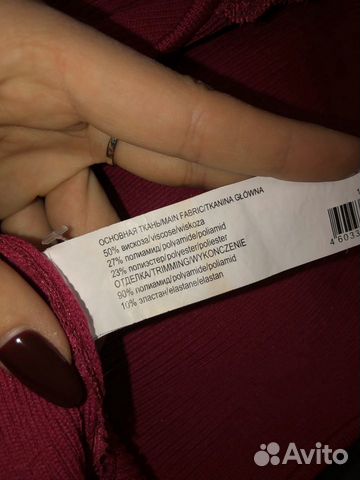 ОСНОВНАЯ ТКАНЬ/MAIN FABRIC/TKANINA GŁÓWNA
50% вискоза/viscose/wiskoza
27% полиамид/polyamide/poliamid
23% полиэстер/polyester/poliester
ОТДЕЛКА/TRIMMING/WYKOŃCZENIE
90% полиамид/polyamide/poliamid
10% эластан/elastane/elastan
4 6033
Avito